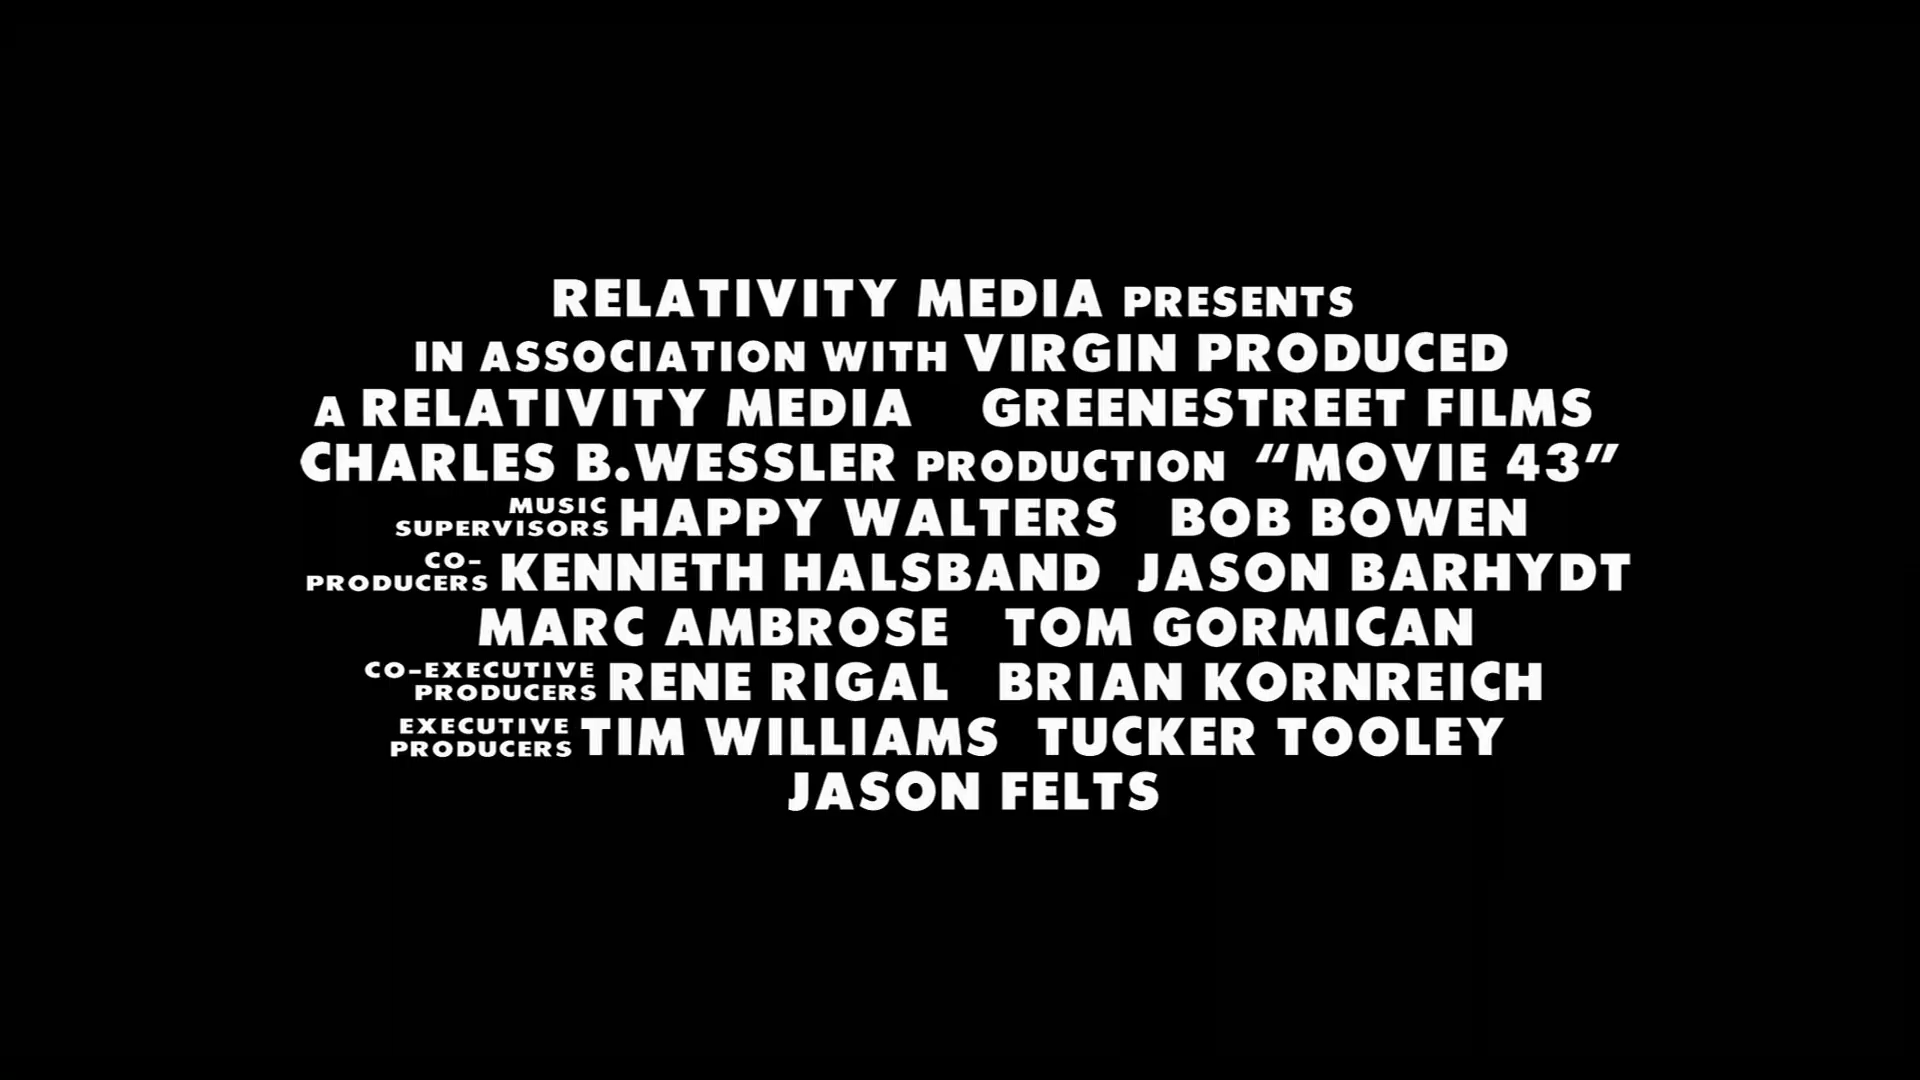 RELATIVITY MEDIA PRESENTS
IN ASSOCIATION WITH VIRGIN PRODUCED
A RELATIVITY MEDIA GREENESTREET FILMS
CHARLES B.WESSLER PRODUCTION “MOVIE 43”
MUSIC SUPERVISORS HAPPY WALTERS BOB BOWEN
CO-PRODUCERS KENNETH HALSBAND JASON BARHYDT
MARC AMBROSE TOM GORMICAN
CO-EXECUTIVE PRODUCERS RENE RIGAL BRIAN KORNREICH
EXECUTIVE PRODUCERS TIM WILLIAMS TUCKER TOOLEY
JASON FELTS